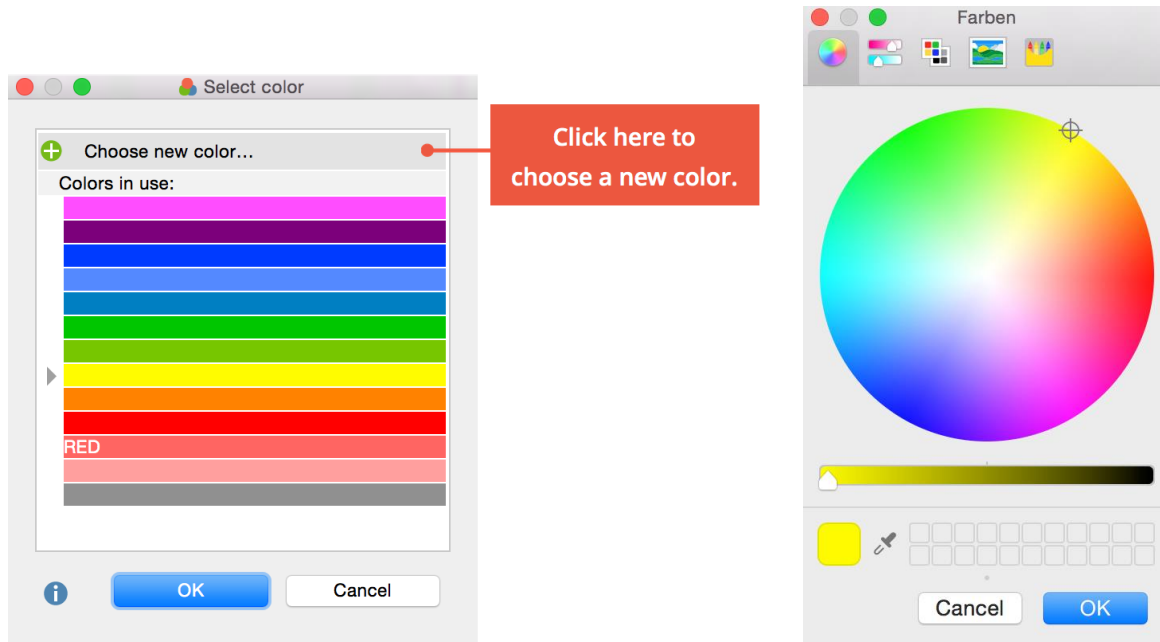 Select color
Choose new color...
Colors in use:
RED
OK
Cancel
Click here to
choose a new color.
Farben
Cancel
OK